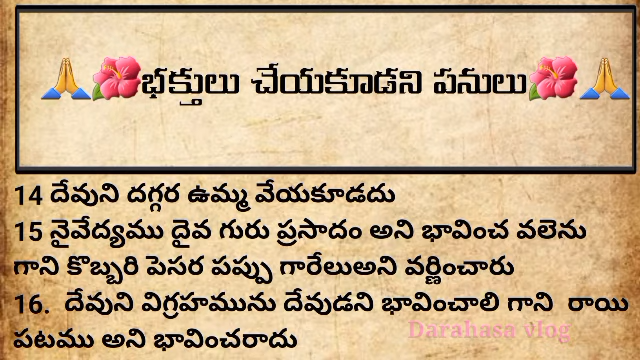 🙏🌺భక్తులు చేయకూడని పనులు🌺🙏
14 దేవుని దగ్గర ఉమ్మ వేయకూడదు
15 నైవేద్యము దైవ గురు ప్రసాదం అని భావించ వలెను
గాని కొబ్బరి పెసర పప్పు గారేలుఅని వర్ణించారు
16. దేవుని విగ్రహమును దేవుడని భావించాలి గాని రాయి
పటము అని భావించరాదు
Darahasa vlog